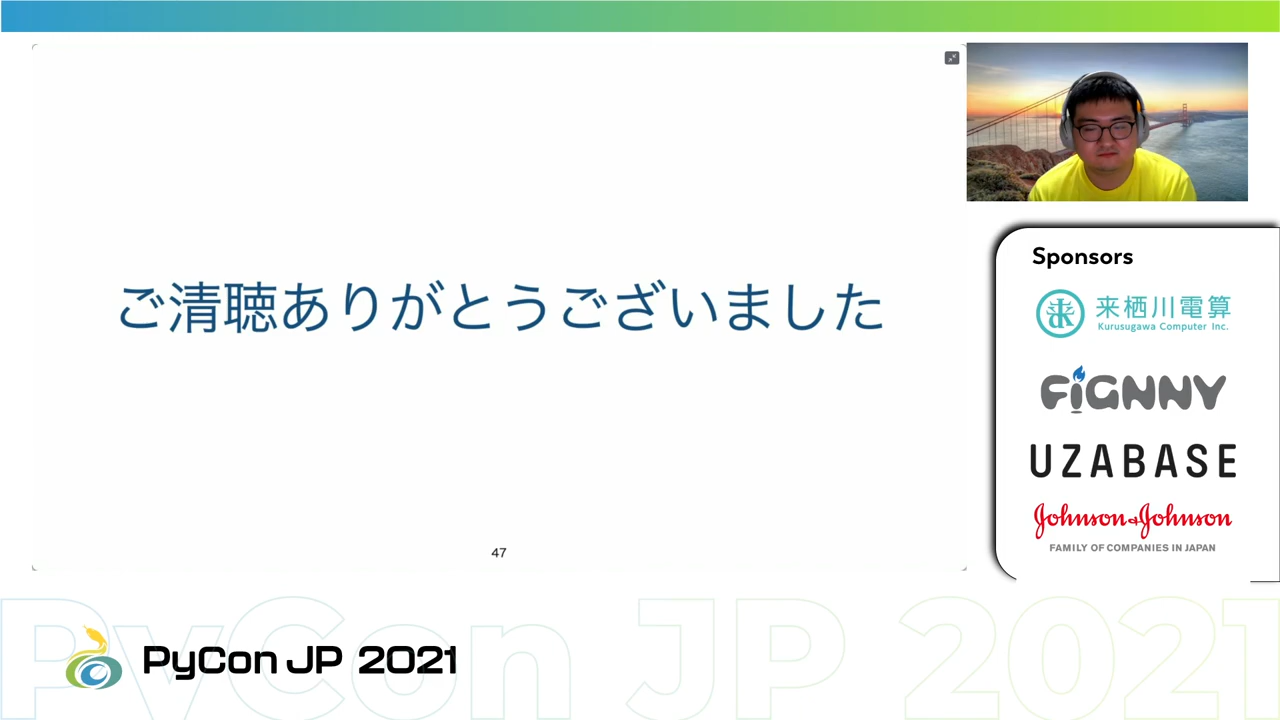 ご清聴ありがとうございました
47
Sponsors
来栖川電算
Kurusugawa Computer Inc.
FiGNNY
UZABASE
Johnson & Johnson
FAMILY OF COMPANIES IN JAPAN
PyCon JP 2021
PyCon JP 2021